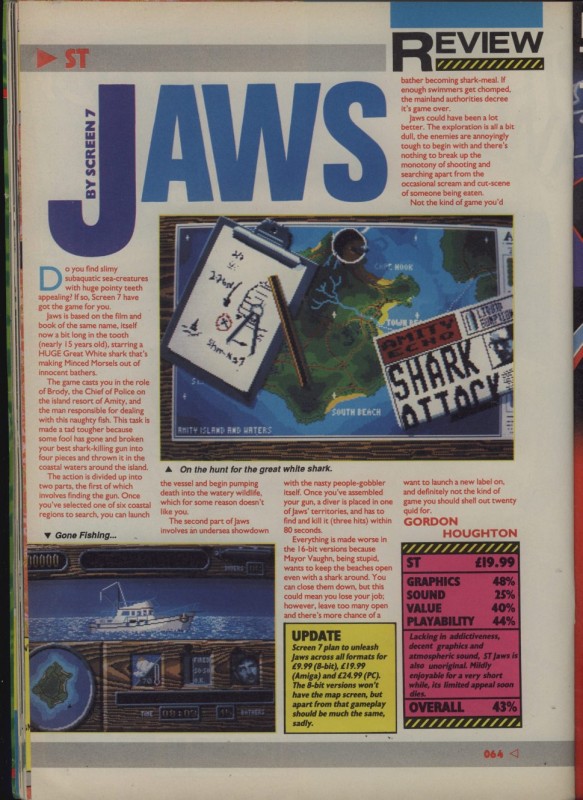 ST
REVIEW
JAWS
BY SCREEN 7
Do you find slimy
subaquatic sea-creatures
with huge pointy teeth
appealing? If so, Screen 7 have
got the game for you.
Jaws is based on the film and
book of the same name, itself
now a bit long in the tooth
(nearly 15 years old), starring a
HUGE Great White shark that's
making Minced Morsels out of
innocent bathers.
The game casts you in the role
of Brody, the Chief of Police on
the island resort of Amity, and
the man responsible for dealing
with this naughty fish. This task is
made a tad tougher because
some fool has gone and broken
your best shark-killing gun into
four pieces and thrown it in the
coastal waters around the island.
The action is divided up into
two parts, the first of which
involves finding the gun. Once
you've selected one of six coastal
regions to search, you can launch
the vessel and begin pumping
death into the watery wildlife,
which for some reason doesn't
like you.
The second part of Jaws
involves an undersea showdown
with the natty people-gobbler
itself. Once you've assembled
your gun, a diver is placed in one
of Jaws' territories, and has to
find and kill it (three hits) within
80 seconds.
Everything is made worse in
the 16-bit versions because
Mayor Vaughn, being stupid,
wants to keep the beaches open
even with a shark around. You
can close them down, but this
could mean you lose your job;
however, leave too many open
and there's more chance of a
bather becoming shark-meal. If
enough swimmers get chomped,
the mainland authorities decree
it's game over.
Jaws could have been a lot
better. The exploration is all a bit
dull, the enemies are annoyingly
tough to begin with and there's
nothing to break up the
monotony of shooting and
searching apart from the
occasional scream and cut-scene
of someone being eaten.
Not the kind of game you'd
want to launch a new label on,
and definitely not the kind of
game you should shell out twenty
quid for.
GORDON
HOUGHTON
CAPE HOOK
TOWN BEACH
SOUTH BEACH
AMITY ISLAND AND WATERS
AMITY
ECHO
SHARK
ATTACK
▲ On the hunt for the great white shark.
▼ Gone Fishing...
TIME
BATHERS
UPDATE
Screen 7 plan to unleash
Jaws across all formats for
£9.99 (8-bit), £19.99
(Amiga) and £24.99 (PC).
The 8-bit versions won't
have the map screen, but
apart from that gameplay
should be much the same,
sadly.
ST £19.99
GRAPHICS 48%
SOUND 25%
VALUE 40%
PLAYABILITY 44%
Lacking in addictiveness,
decent graphics and
atmospheric sound, ST Jaws is
also unoriginal. Mildly
enjoyable for a very short
while, its limited appeal soon
dies.
OVERALL 43%
064